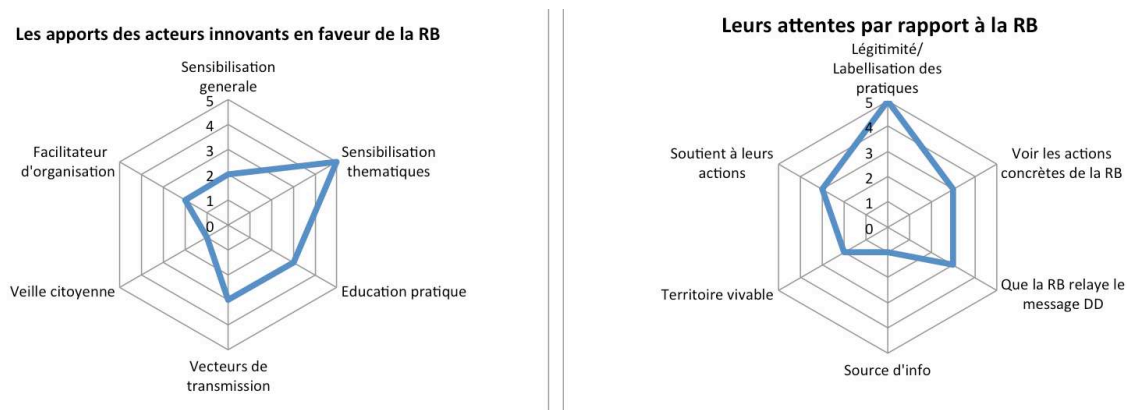 Les apports des acteurs innovants en faveur de la RB
Sensibilisation
generale
5
4
3
2
1
0
Sensibilisation
thematiques
Education pratique
Vecteurs de
transmission
Veille citoyenne
Facilitateur
d'organisation
Leurs attentes par rapport à la RB
Légitimité/
Labellisation des
pratiques
5
4
3
2
1
0
Voir les actions
concrètes de la RB
Que la RB relaye le
message DD
Source d'info
Territoire vivable
Soutient à leurs
actions